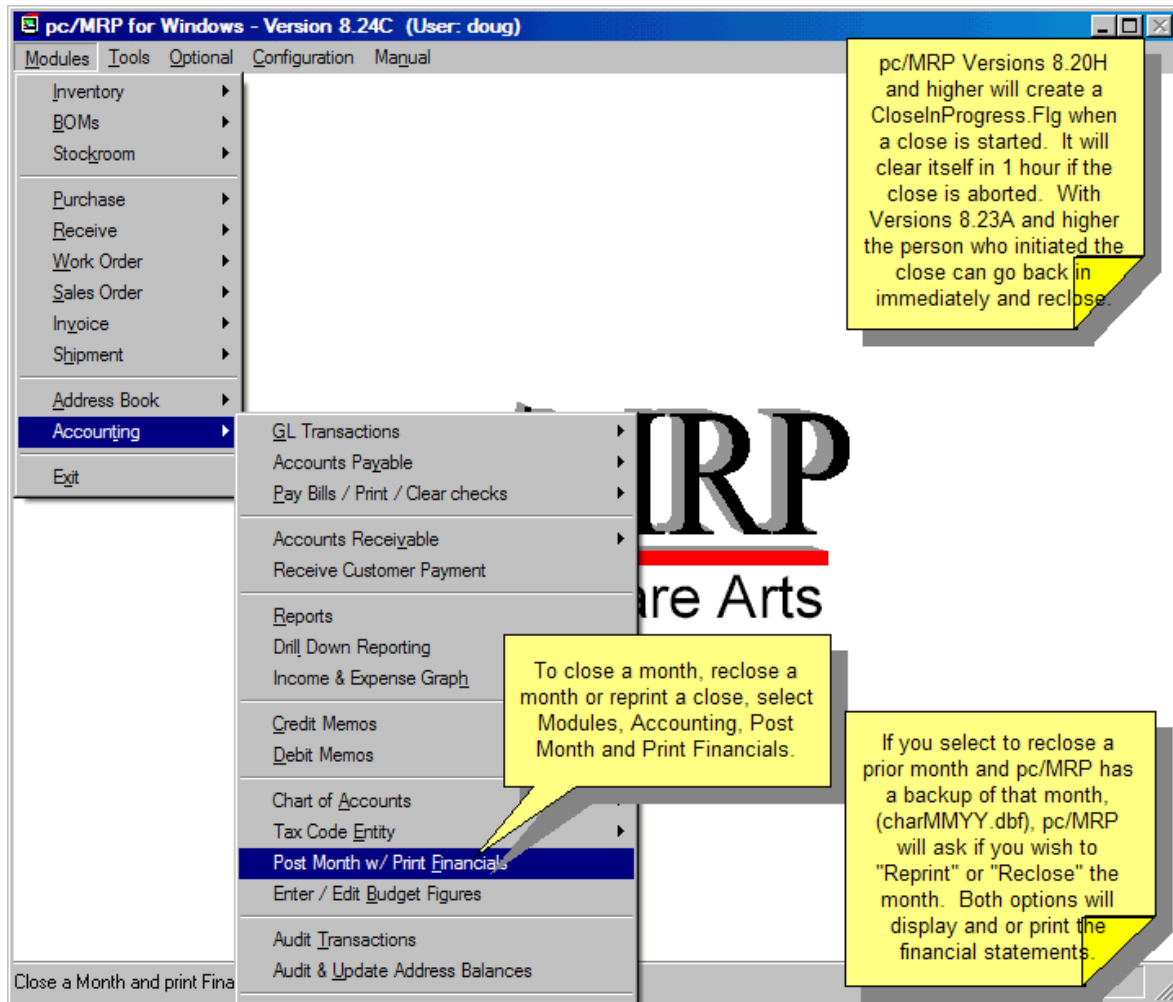 pc/MRP for Windows - Version 8.24C (User: doug)
Modules Tools Optional Configuration Manual
Inventory
BOMs
Stockroom
Purchase
Receive
Work Order
Sales Order
Invoice
Shipment
Address Book
Accounting
Exit
GL Transactions
Accounts Payable
Pay Bills / Print / Clear checks
Accounts Receivable
Receive Customer Payment
Reports
Drill Down Reporting
Income & Expense Graph
Credit Memos
Debit Memos
Chart of Accounts
Tax Code Entity
Post Month w/ Print Financials
Enter / Edit Budget Figures
Audit Transactions
Audit & Update Address Balances
pc/MRP Versions 8.20H
and higher will create a
CloseInProgress.Flg when
a close is started. It will
clear itself in 1 hour if the
close is aborted. With
Versions 8.23A and higher
the person who initiated the
close can go back in
immediately and reclose.
MRP
are Arts
To close a month, reclose a
month or reprint a close, select
Modules, Accounting, Post
Month and Print Financials.
If you select to reclose a
prior month and pc/MRP has
a backup of that month,
(charMMYY.dbf), pc/MRP
will ask if you wish to
"Reprint" or "Reclose" the
month. Both options will
display and or print the
financial statements.
Close a Month and print Fina